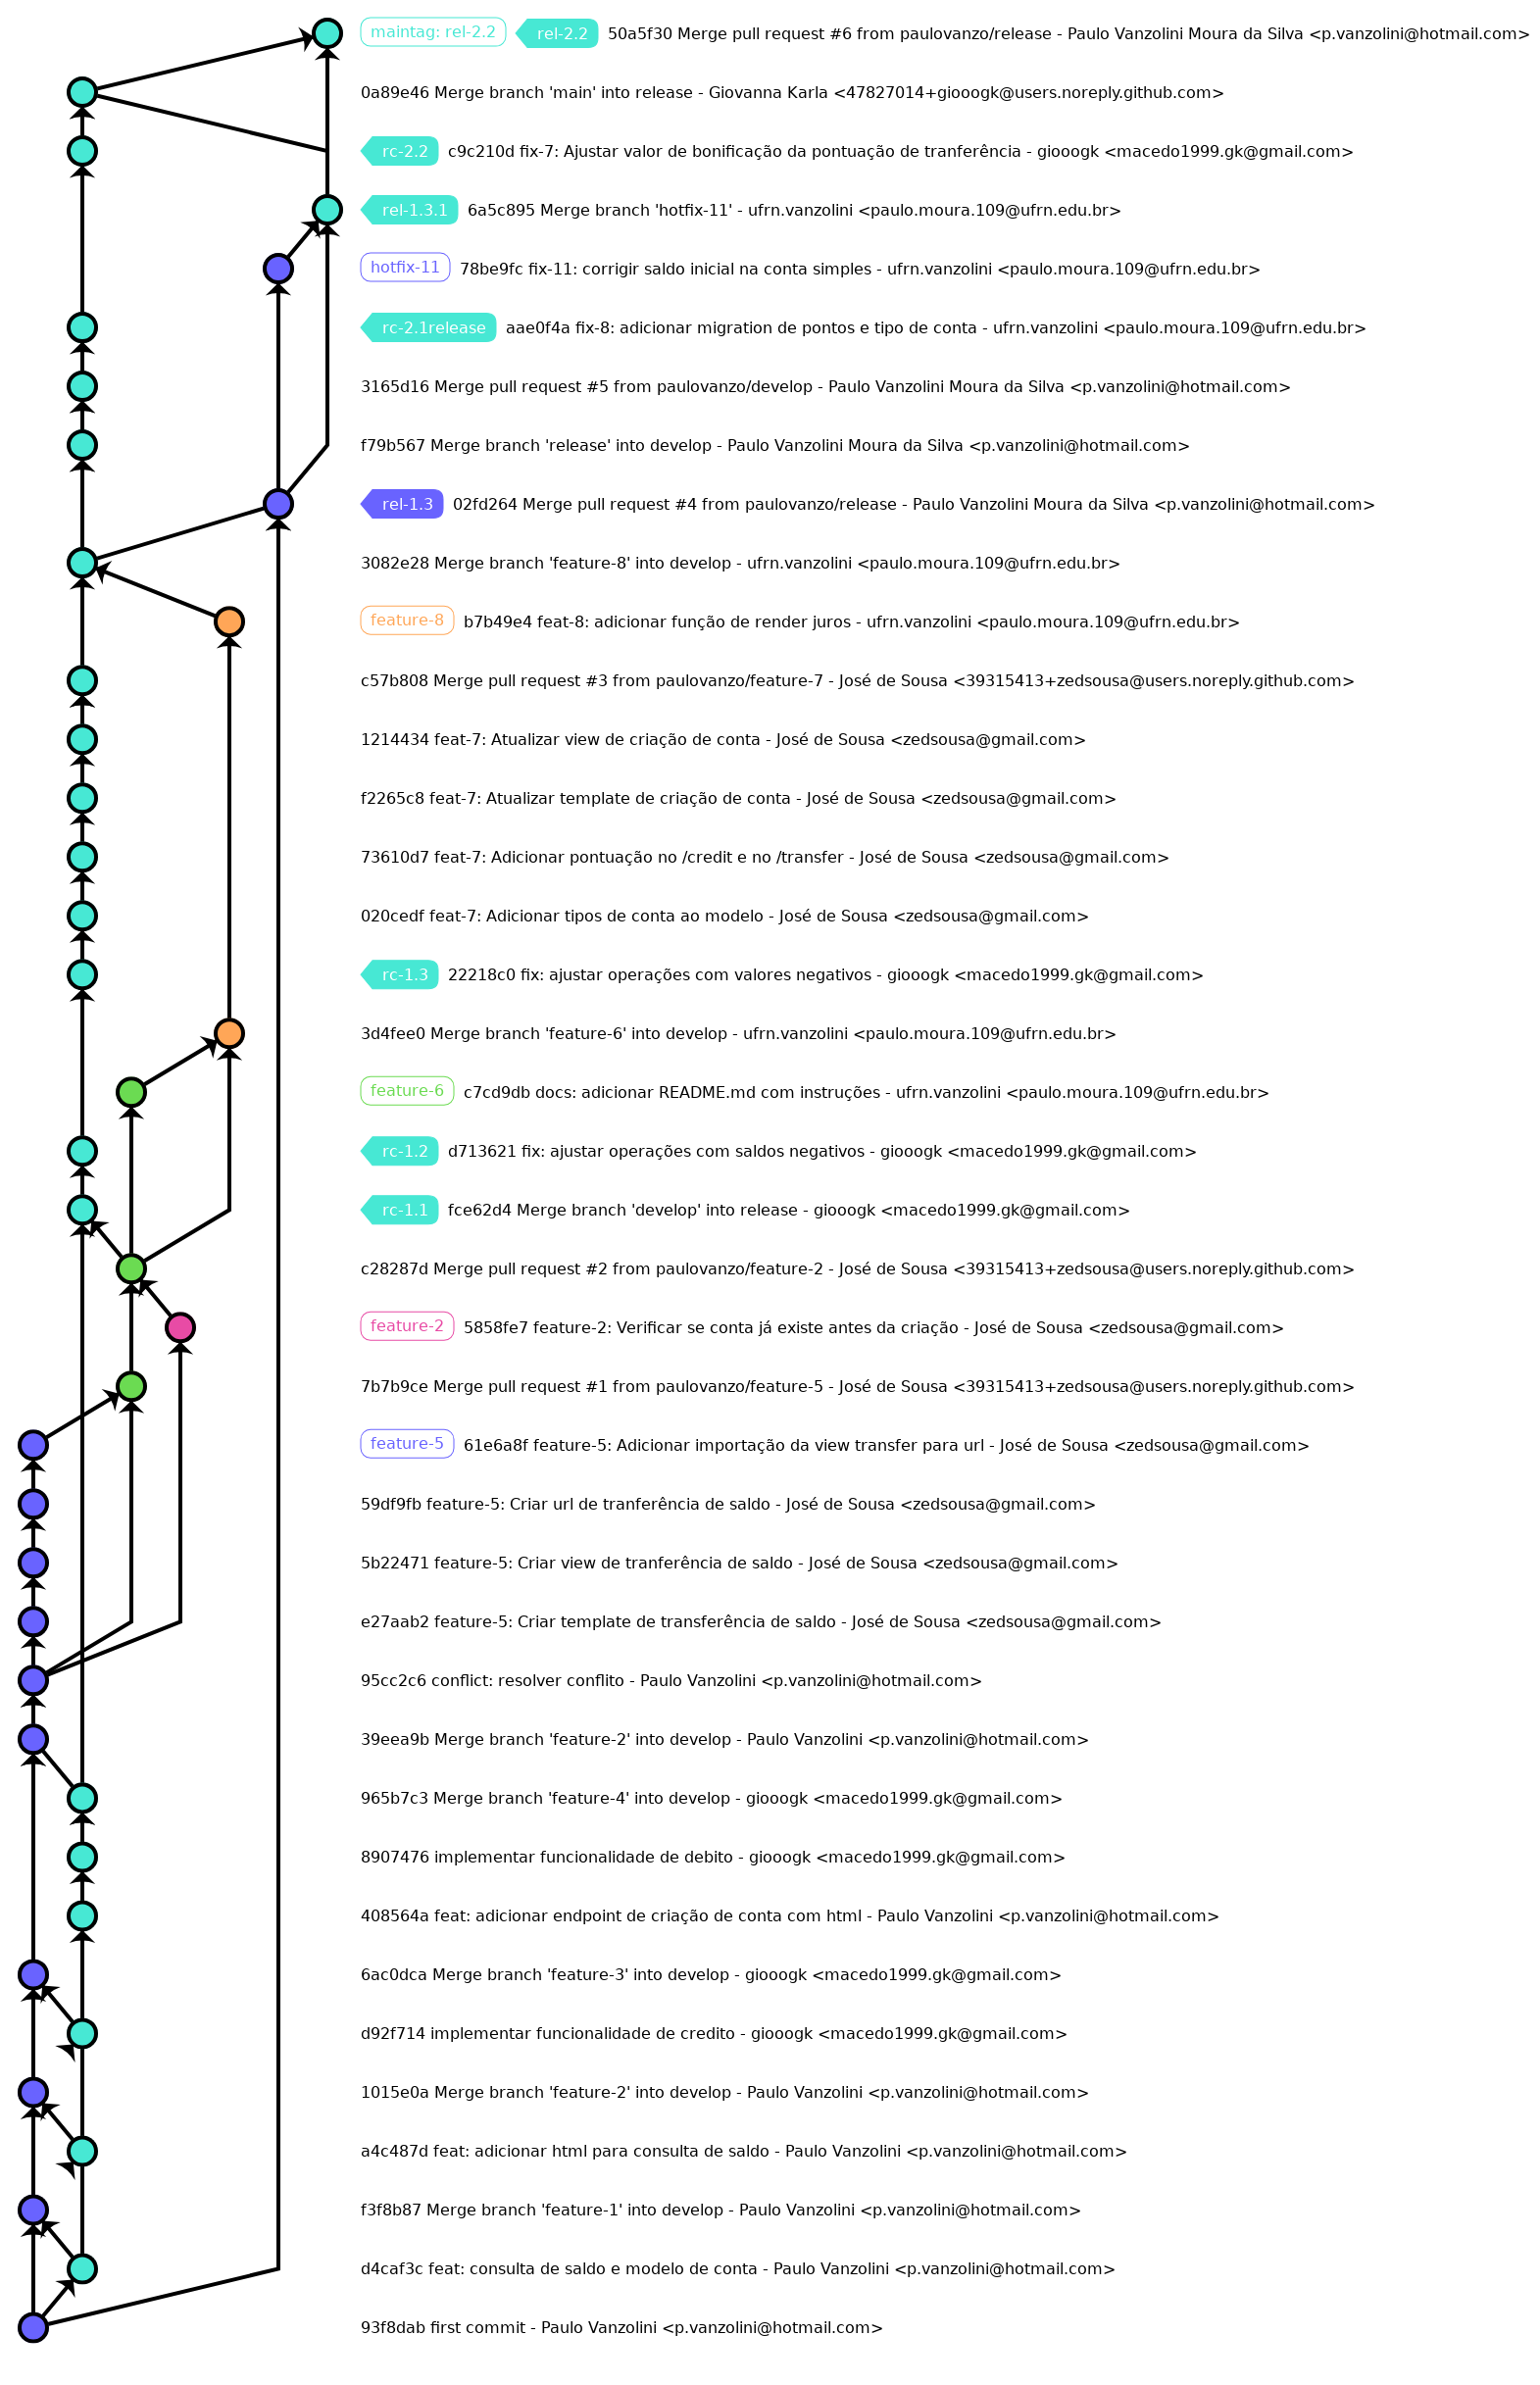 maintag: rel-2.2 rel-2.2 50a5f30 Merge pull request #6 from paulovanzo/release - Paulo Vanzolini Moura da Silva <p.vanzolini@hotmail.com>
0a89e46 Merge branch 'main' into release - Giovanna Karla <47827014+giooogk@users.noreply.github.com>
rc-2.2 c9c210d fix-7: Ajustar valor de bonificação da pontuação de tranferência - giooogk <macedo1999.gk@gmail.com>
rel-1.3.1 6a5c895 Merge branch 'hotfix-11' - ufrn.vanzolini <paulo.moura.109@ufrn.edu.br>
hotfix-11 78be9fc fix-11: corrigir saldo inicial na conta simples - ufrn.vanzolini <paulo.moura.109@ufrn.edu.br>
rc-2.1release aae0f4a fix-8: adicionar migration de pontos e tipo de conta - ufrn.vanzolini <paulo.moura.109@ufrn.edu.br>
3165d16 Merge pull request #5 from paulovanzo/develop - Paulo Vanzolini Moura da Silva <p.vanzolini@hotmail.com>
f79b567 Merge branch 'release' into develop - Paulo Vanzolini Moura da Silva <p.vanzolini@hotmail.com>
rel-1.3 02fd264 Merge pull request #4 from paulovanzo/release - Paulo Vanzolini Moura da Silva <p.vanzolini@hotmail.com>
3082e28 Merge branch 'feature-8' into develop - ufrn.vanzolini <paulo.moura.109@ufrn.edu.br>
feature-8 b7b49e4 feat-8: adicionar função de render juros - ufrn.vanzolini <paulo.moura.109@ufrn.edu.br>
c57b808 Merge pull request #3 from paulovanzo/feature-7 - José de Sousa <39315413+zedsousa@users.noreply.github.com>
1214434 feat-7: Atualizar view de criação de conta - José de Sousa <zedsousa@gmail.com>
f2265c8 feat-7: Atualizar template de criação de conta - José de Sousa <zedsousa@gmail.com>
73610d7 feat-7: Adicionar pontuação no /credit e no /transfer - José de Sousa <zedsousa@gmail.com>
020cedf feat-7: Adicionar tipos de conta ao modelo - José de Sousa <zedsousa@gmail.com>
rc-1.3 22218c0 fix: ajustar operações com valores negativos - giooogk <macedo1999.gk@gmail.com>
3d4fee0 Merge branch 'feature-6' into develop - ufrn.vanzolini <paulo.moura.109@ufrn.edu.br>
feature-6 c7cd9db docs: adicionar README.md com instruções - ufrn.vanzolini <paulo.moura.109@ufrn.edu.br>
rc-1.2 d713621 fix: ajustar operações com saldos negativos - giooogk <macedo1999.gk@gmail.com>
rc-1.1 fce62d4 Merge branch 'develop' into release - giooogk <macedo1999.gk@gmail.com>
c28287d Merge pull request #2 from paulovanzo/feature-2 - José de Sousa <39315413+zedsousa@users.noreply.github.com>
feature-2 5858fe7 feature-2: Verificar se conta já existe antes da criação - José de Sousa <zedsousa@gmail.com>
7b7b9ce Merge pull request #1 from paulovanzo/feature-5 - José de Sousa <39315413+zedsousa@users.noreply.github.com>
feature-5 61e6a8f feature-5: Adicionar importação da view transfer para url - José de Sousa <zedsousa@gmail.com>
59df9fb feature-5: Criar url de tranferência de saldo - José de Sousa <zedsousa@gmail.com>
5b22471 feature-5: Criar view de tranferência de saldo - José de Sousa <zedsousa@gmail.com>
e27aab2 feature-5: Criar template de transferência de saldo - José de Sousa <zedsousa@gmail.com>
95cc2c6 conflict: resolver conflito - Paulo Vanzolini <p.vanzolini@hotmail.com>
39eea9b Merge branch 'feature-2' into develop - Paulo Vanzolini <p.vanzolini@hotmail.com>
965b7c3 Merge branch 'feature-4' into develop - giooogk <macedo1999.gk@gmail.com>
8907476 implementar funcionalidade de debito - giooogk <macedo1999.gk@gmail.com>
408564a feat: adicionar endpoint de criação de conta com html - Paulo Vanzolini <p.vanzolini@hotmail.com>
6ac0dca Merge branch 'feature-3' into develop - giooogk <macedo1999.gk@gmail.com>
d92f714 implementar funcionalidade de credito - giooogk <macedo1999.gk@gmail.com>
1015e0a Merge branch 'feature-2' into develop - Paulo Vanzolini <p.vanzolini@hotmail.com>
a4c487d feat: adicionar html para consulta de saldo - Paulo Vanzolini <p.vanzolini@hotmail.com>
f3f8b87 Merge branch 'feature-1' into develop - Paulo Vanzolini <p.vanzolini@hotmail.com>
d4caf3c feat: consulta de saldo e modelo de conta - Paulo Vanzolini <p.vanzolini@hotmail.com>
93f8dab first commit - Paulo Vanzolini <p.vanzolini@hotmail.com>